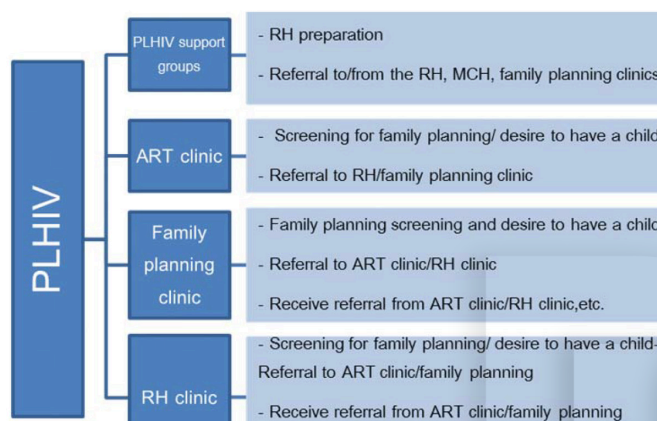 PLHIV
PLHIV support
groups
- RH preparation
- Referral to/from the RH, MCH, family planning clinics
ART clinic
- Screening for family planning/ desire to have a child
- Referral to RH/family planning clinic
Family
planning
clinic
- Family planning screening and desire to have a child
- Referral to ART clinic/RH clinic
- Receive referral from ART clinic/RH clinic,etc.
RH clinic
- Screening for family planning/ desire to have a child-
Referral to ART clinic/family planning
- Receive referral from ART clinic/family planning